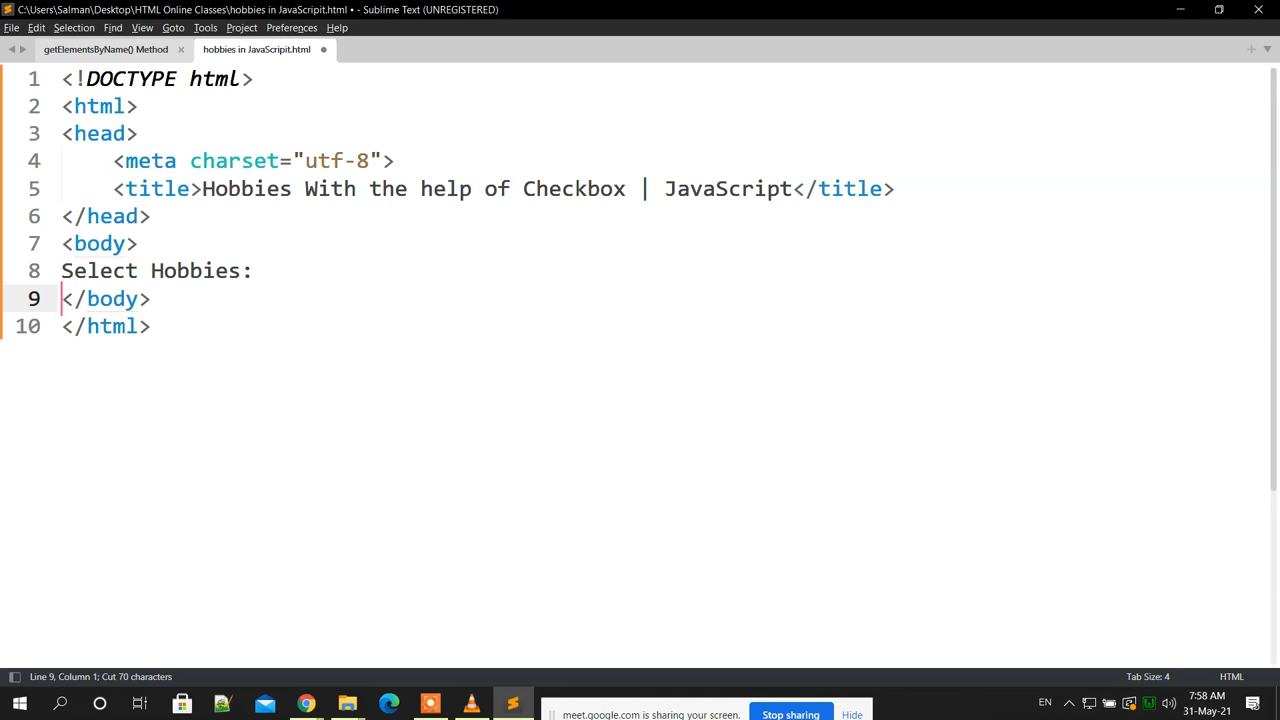 C:\Users\Salman\Desktop\HTML Online Classes\hobbies in JavaScripit.html • - Sublime Text (UNREGISTERED)
File Edit Selection Find View Goto Tools Project Preferences Help
getElementsByName() Method × hobbies in JavaScripit.html
1 <!DOCTYPE html>
2 <html>
3 <head>
4 <meta charset="utf-8">
5 <title>Hobbies With the help of Checkbox | JavaScript</title>
6 </head>
7 <body>
8 Select Hobbies:
9 </body>
10 </html>
Line 9, Column 1; Cut 70 characters Tab Size: 4 HTML
meet.google.com is sharing your screen. Stop sharing Hide
EN 7:58 AM
31-May-21